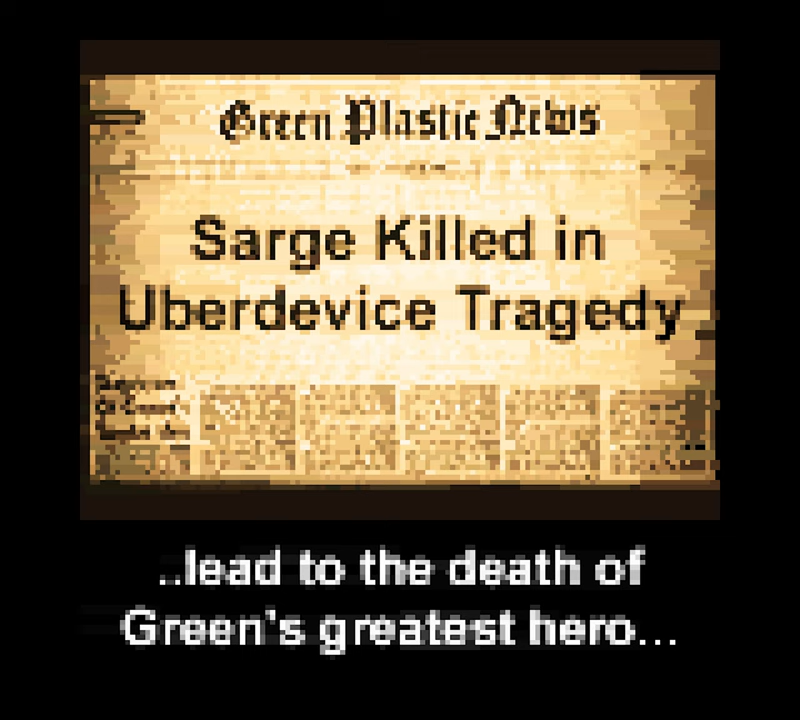 Green Plastic News
Sarge Killed in
Uberdevice Tragedy
..lead to the death of
Green's greatest hero...